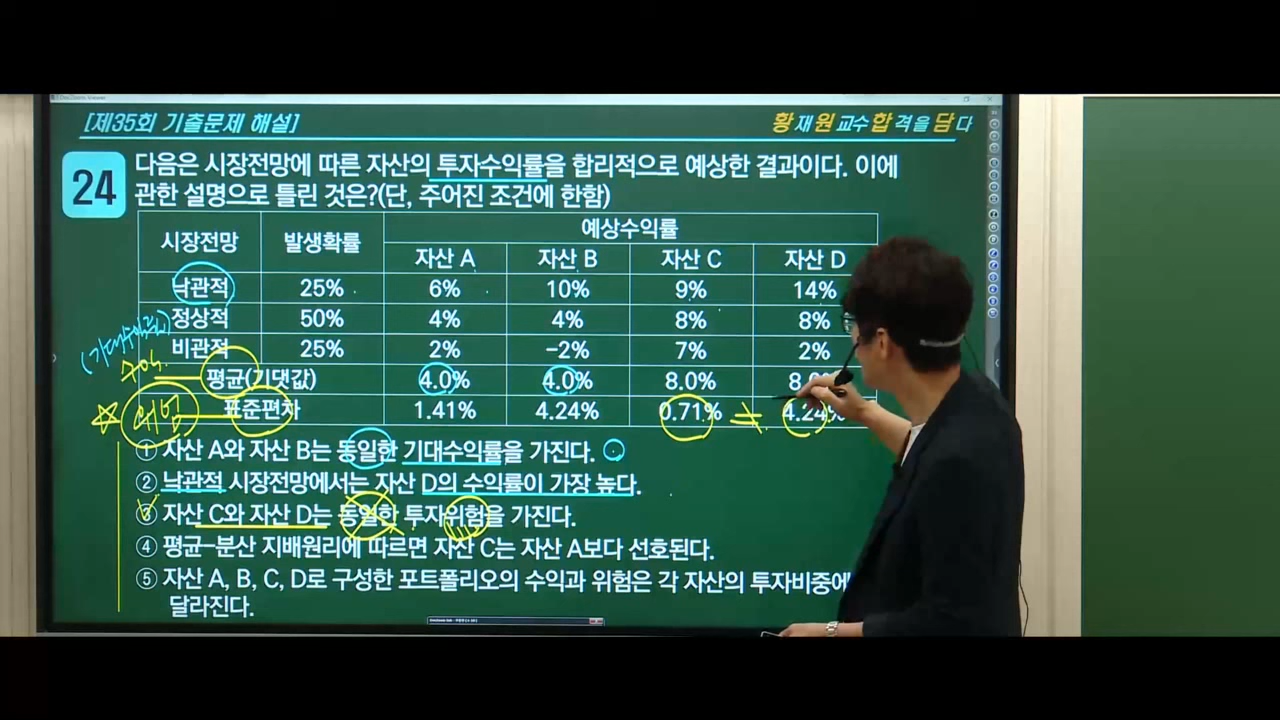 [제35회 기출문제 해설]
황재원교수합격을담다
24
다음은 시장전망에 따른 자산의 투자수익률을 합리적으로 예상한 결과이다. 이에
관한 설명으로 틀린 것은?(단, 주어진 조건에 한함)
시장전망 발생확률 예상수익률
자산 A 자산 B 자산 C 자산 D
낙관적 25% 6% 10% 9% 14%
정상적 50% 4% 4% 8% 8%
비관적 25% 2% -2% 7% 2%
(기대수익률)
수익
평균(기댓값) 4.0% 4.0% 8.0%
위험
표준편차 1.41% 4.24% 0.71% ≠ 4.24%
① 자산 A와 자산 B는 동일한 기대수익률을 가진다.
② 낙관적 시장전망에서는 자산 D의 수익률이 가장 높다.
③ 자산 C와 자산 D는 동일한 투자위험을 가진다.
④ 평균-분산 지배원리에 따르면 자산 C는 자산 A보다 선호된다.
⑤ 자산 A, B, C, D로 구성한 포트폴리오의 수익과 위험은 각 자산의 투자비중에
달라진다.